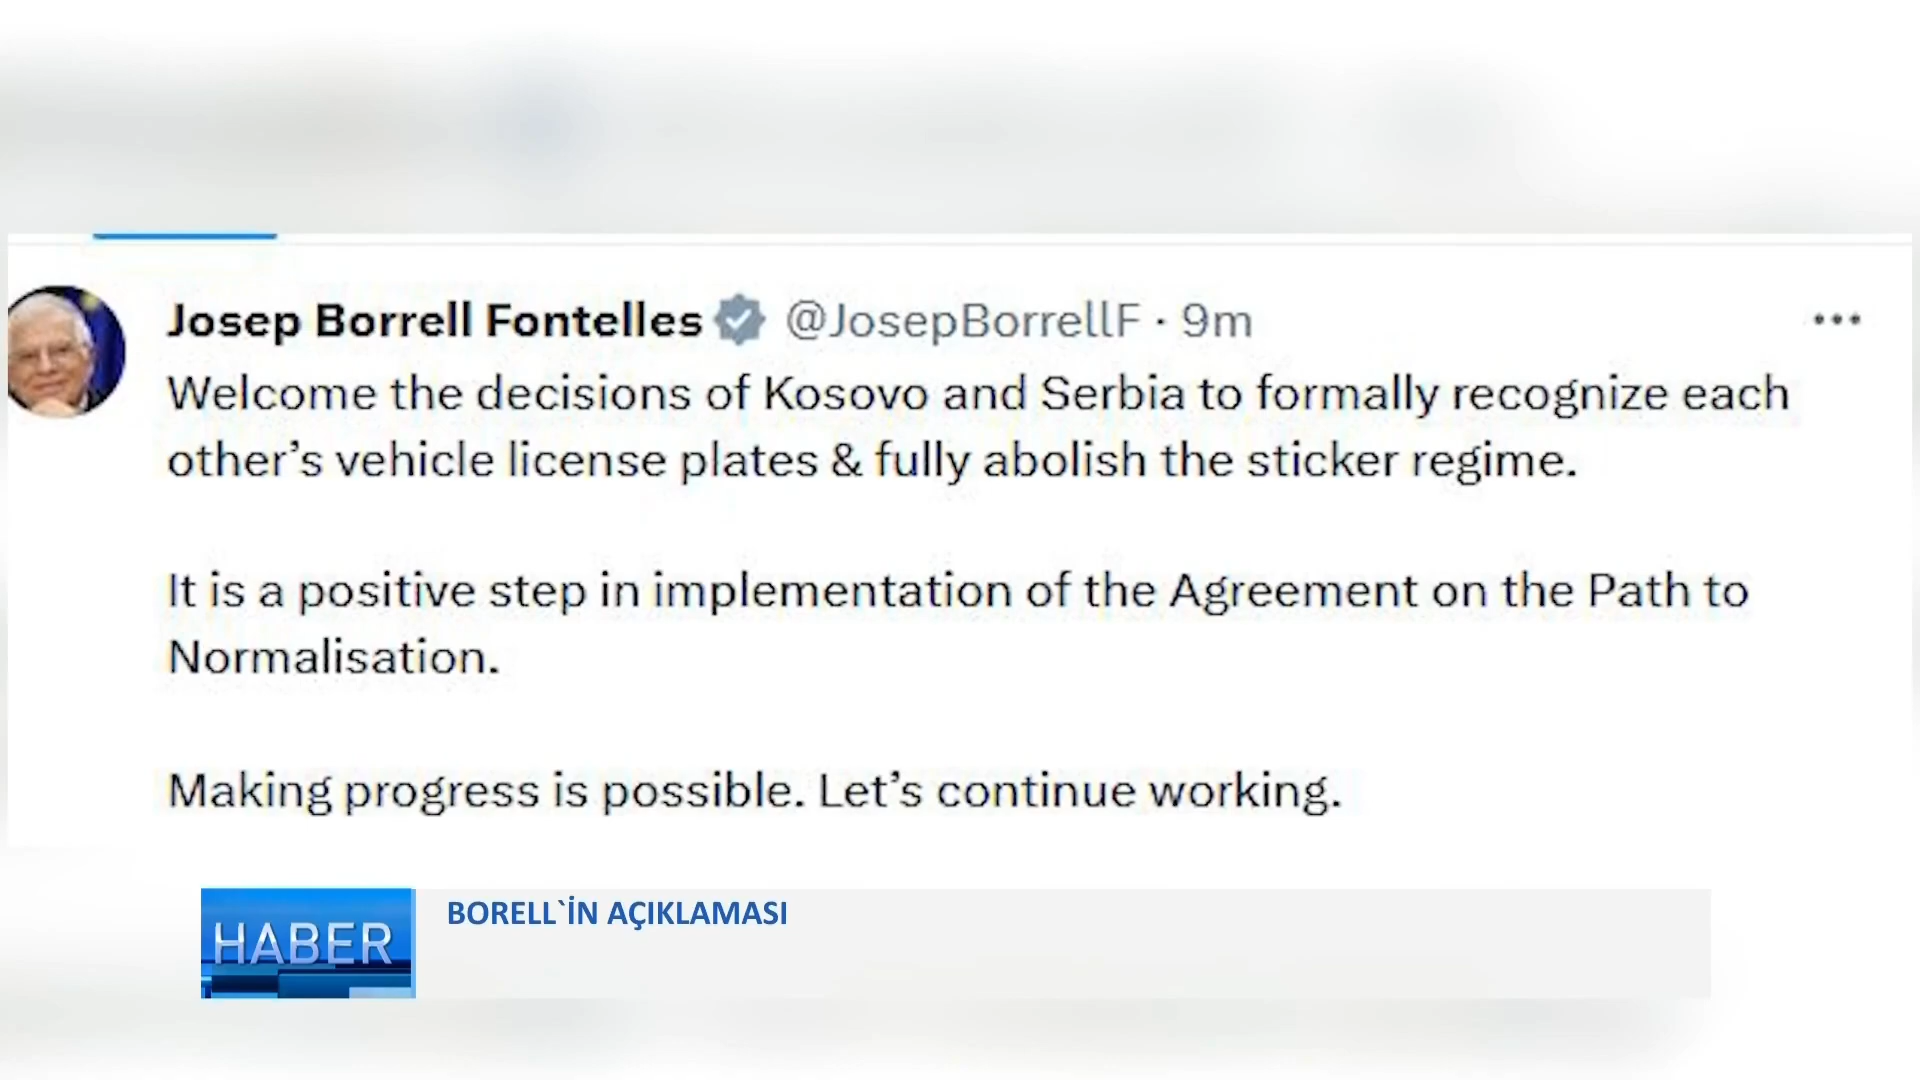 Josep Borrell Fontelles @JosepBorrellF · 9m
Welcome the decisions of Kosovo and Serbia to formally recognize each
other’s vehicle license plates & fully abolish the sticker regime.
It is a positive step in implementation of the Agreement on the Path to
Normalisation.
Making progress is possible. Let’s continue working.
HABER
BORELL`İN AÇIKLAMASI